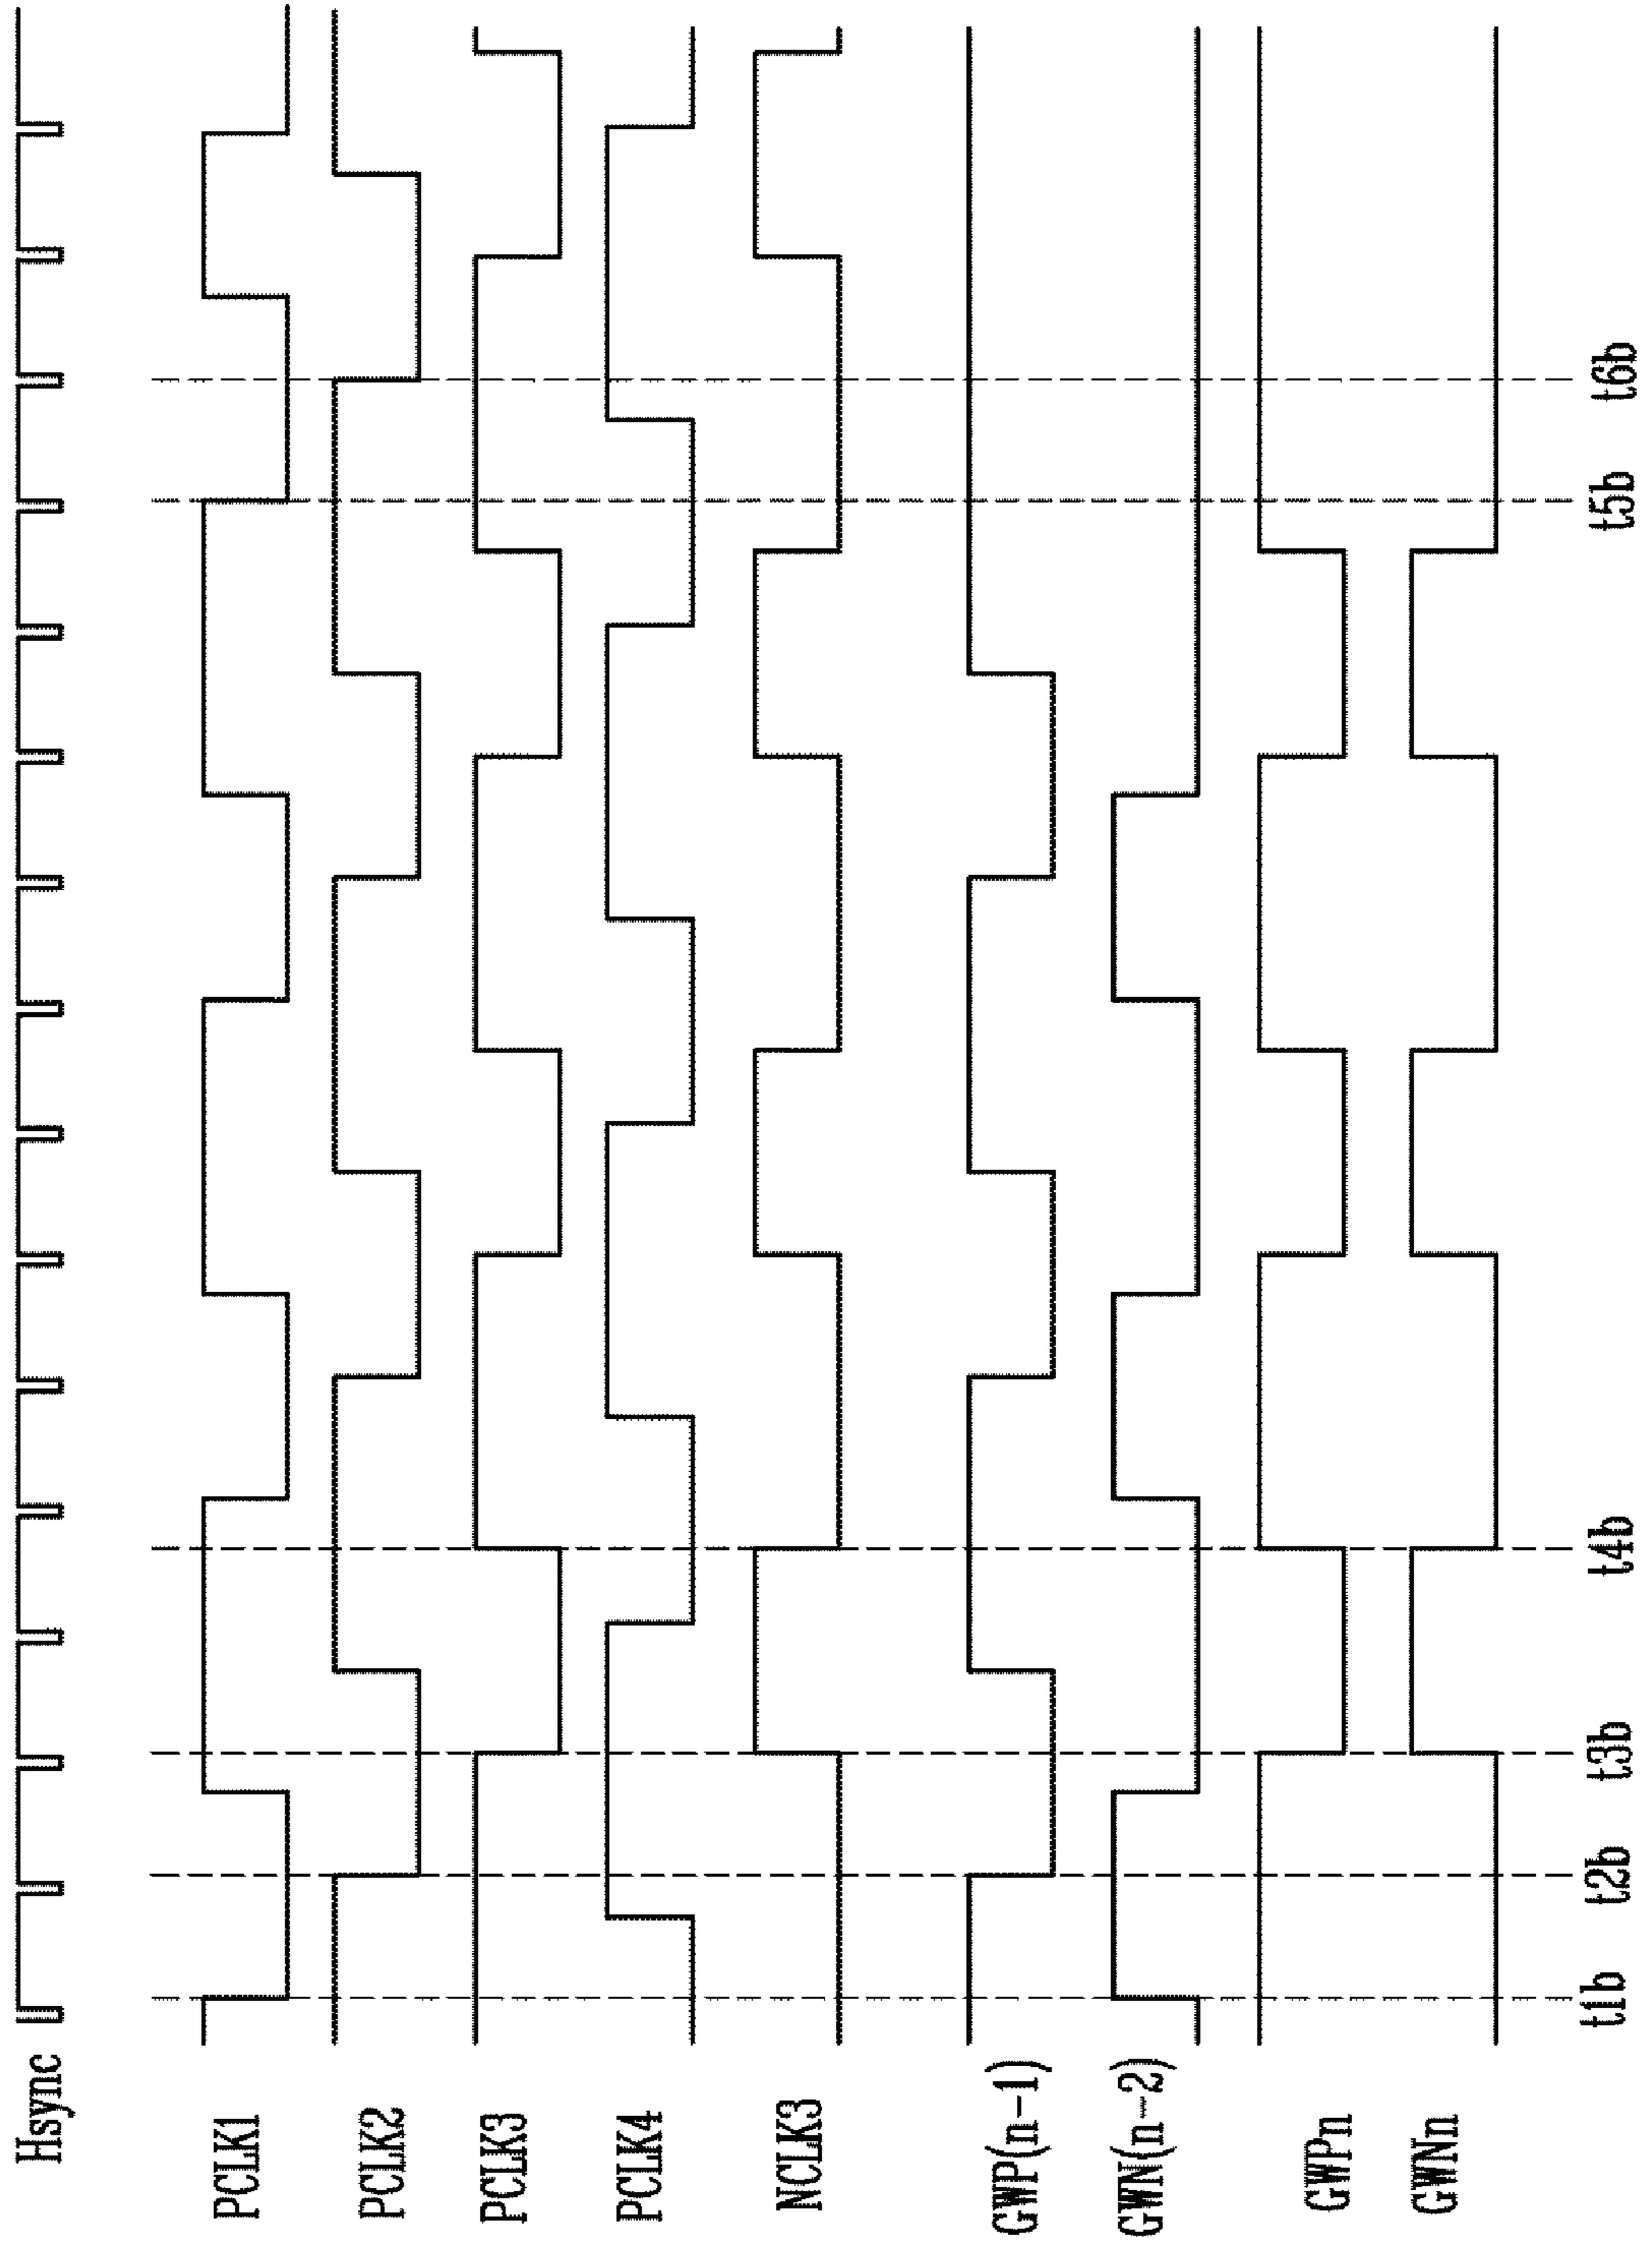 Hsync
PCLK1
PCLK2
PCLK3
PCLK4
NCLK3
GWP(n-1)
GWN(n-2)
GWPn
GWNn
t1b t2b t3b t4b t5b t6b